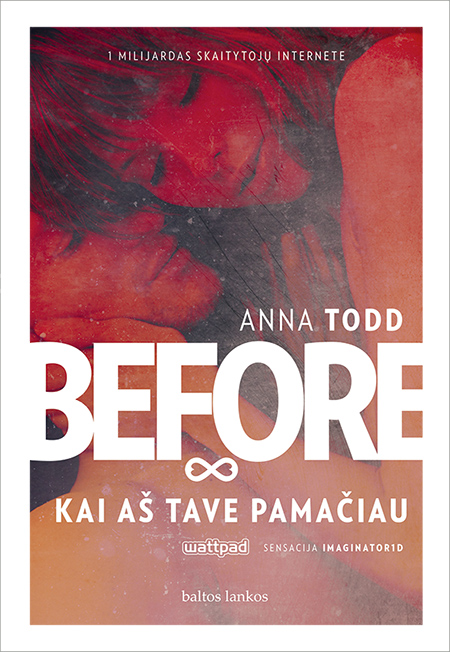 1 MILIJARDAS SKAITYTOJŲ INTERNETE
ANNA TODD
BEFORE
KAI AŠ TAVE PAMAČIAU
wattpad SENSACIJA IMAGINATOR1D
baltos lankos